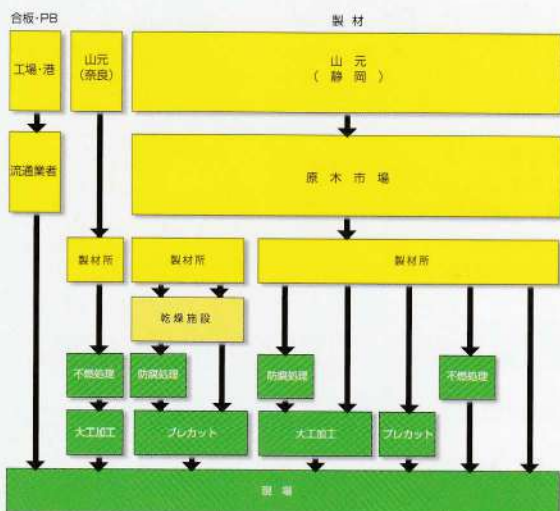 合板・PB
製材
工場・港
山元
(奈良)
山元
(静岡)
流通業者
原木市場
製材所
製材所
製材所
乾燥施設
不燃処理
防腐処理
防腐処理
不燃処理
大工加工
プレカット
大工加工
プレカット
現場